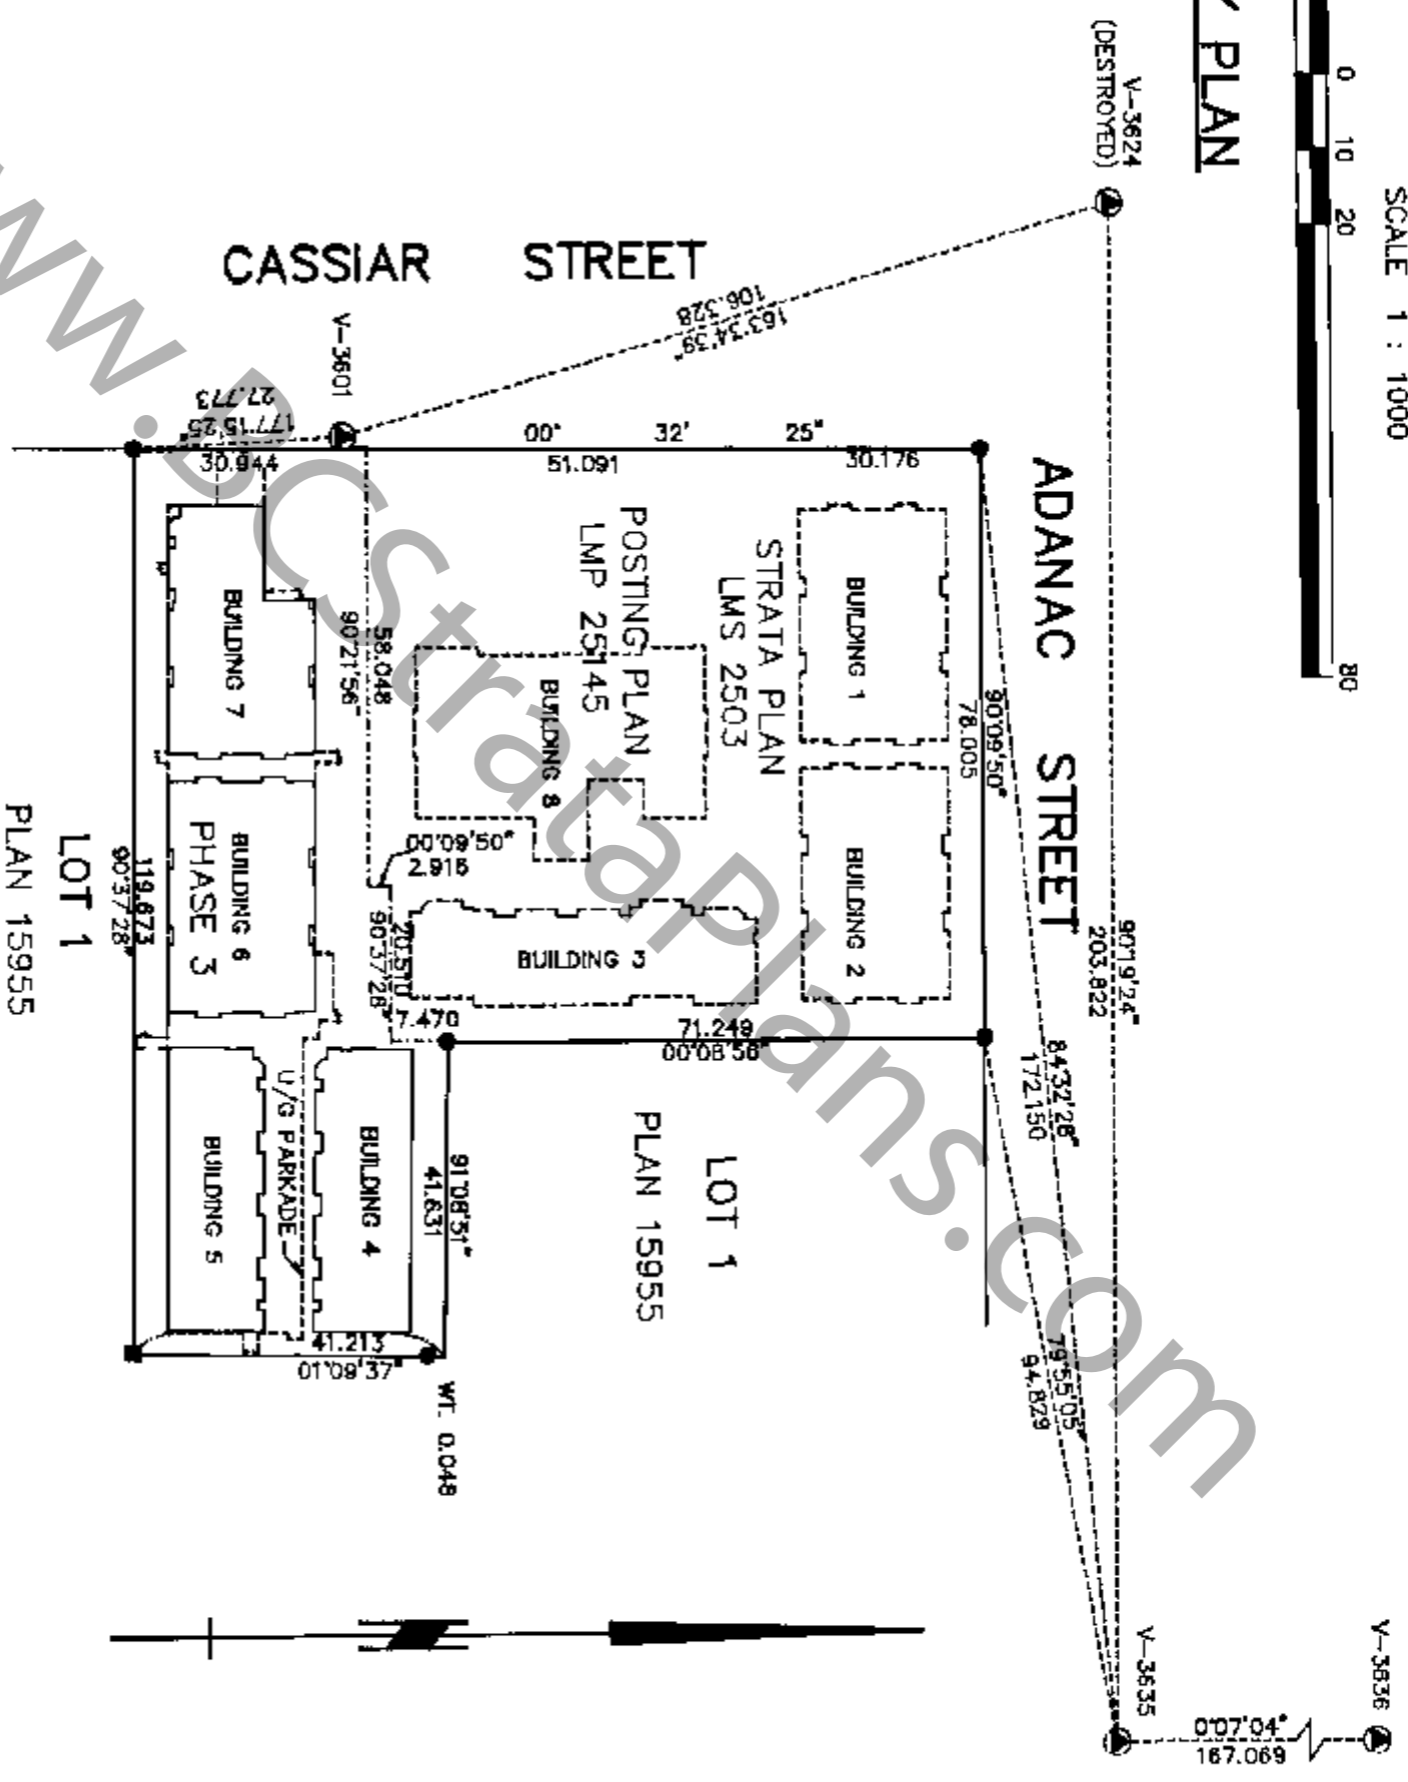 SCALE 1 : 1000
0 10 20 80
Y PLAN
V-3624
(DESTROYED)
V-3636
0°07'04"
167.069
V-3635
90°19'24"
203.822
84°32'28"
172.150
79°55'05"
94.829
ADANAC STREET
CASSIAR STREET
163°34'39"
106.328
V-3601
177°15'25"
27.773
30.944
00° 32' 25"
51.091
30.176
90°09'50"
78.005
BUILDING 1
BUILDING 2
STRATA PLAN
LMS 2503
POSTING PLAN
LMP 25145
BUILDING 8
BUILDING 3
58.048
90°21'56"
00°09'50"
2.916
20.510
90°37'28"
7.470
71.249
00°08'56"
LOT 1
PLAN 15955
91°08'51"
41.631
BUILDING 7
BUILDING 6
PHASE 3
BUILDING 4
U/G PARKADE
BUILDING 5
41.213
01°09'37"
WT. 0.048
119.673
90°37'28"
LOT 1
PLAN 15955
ww.BCStrataPlans.com